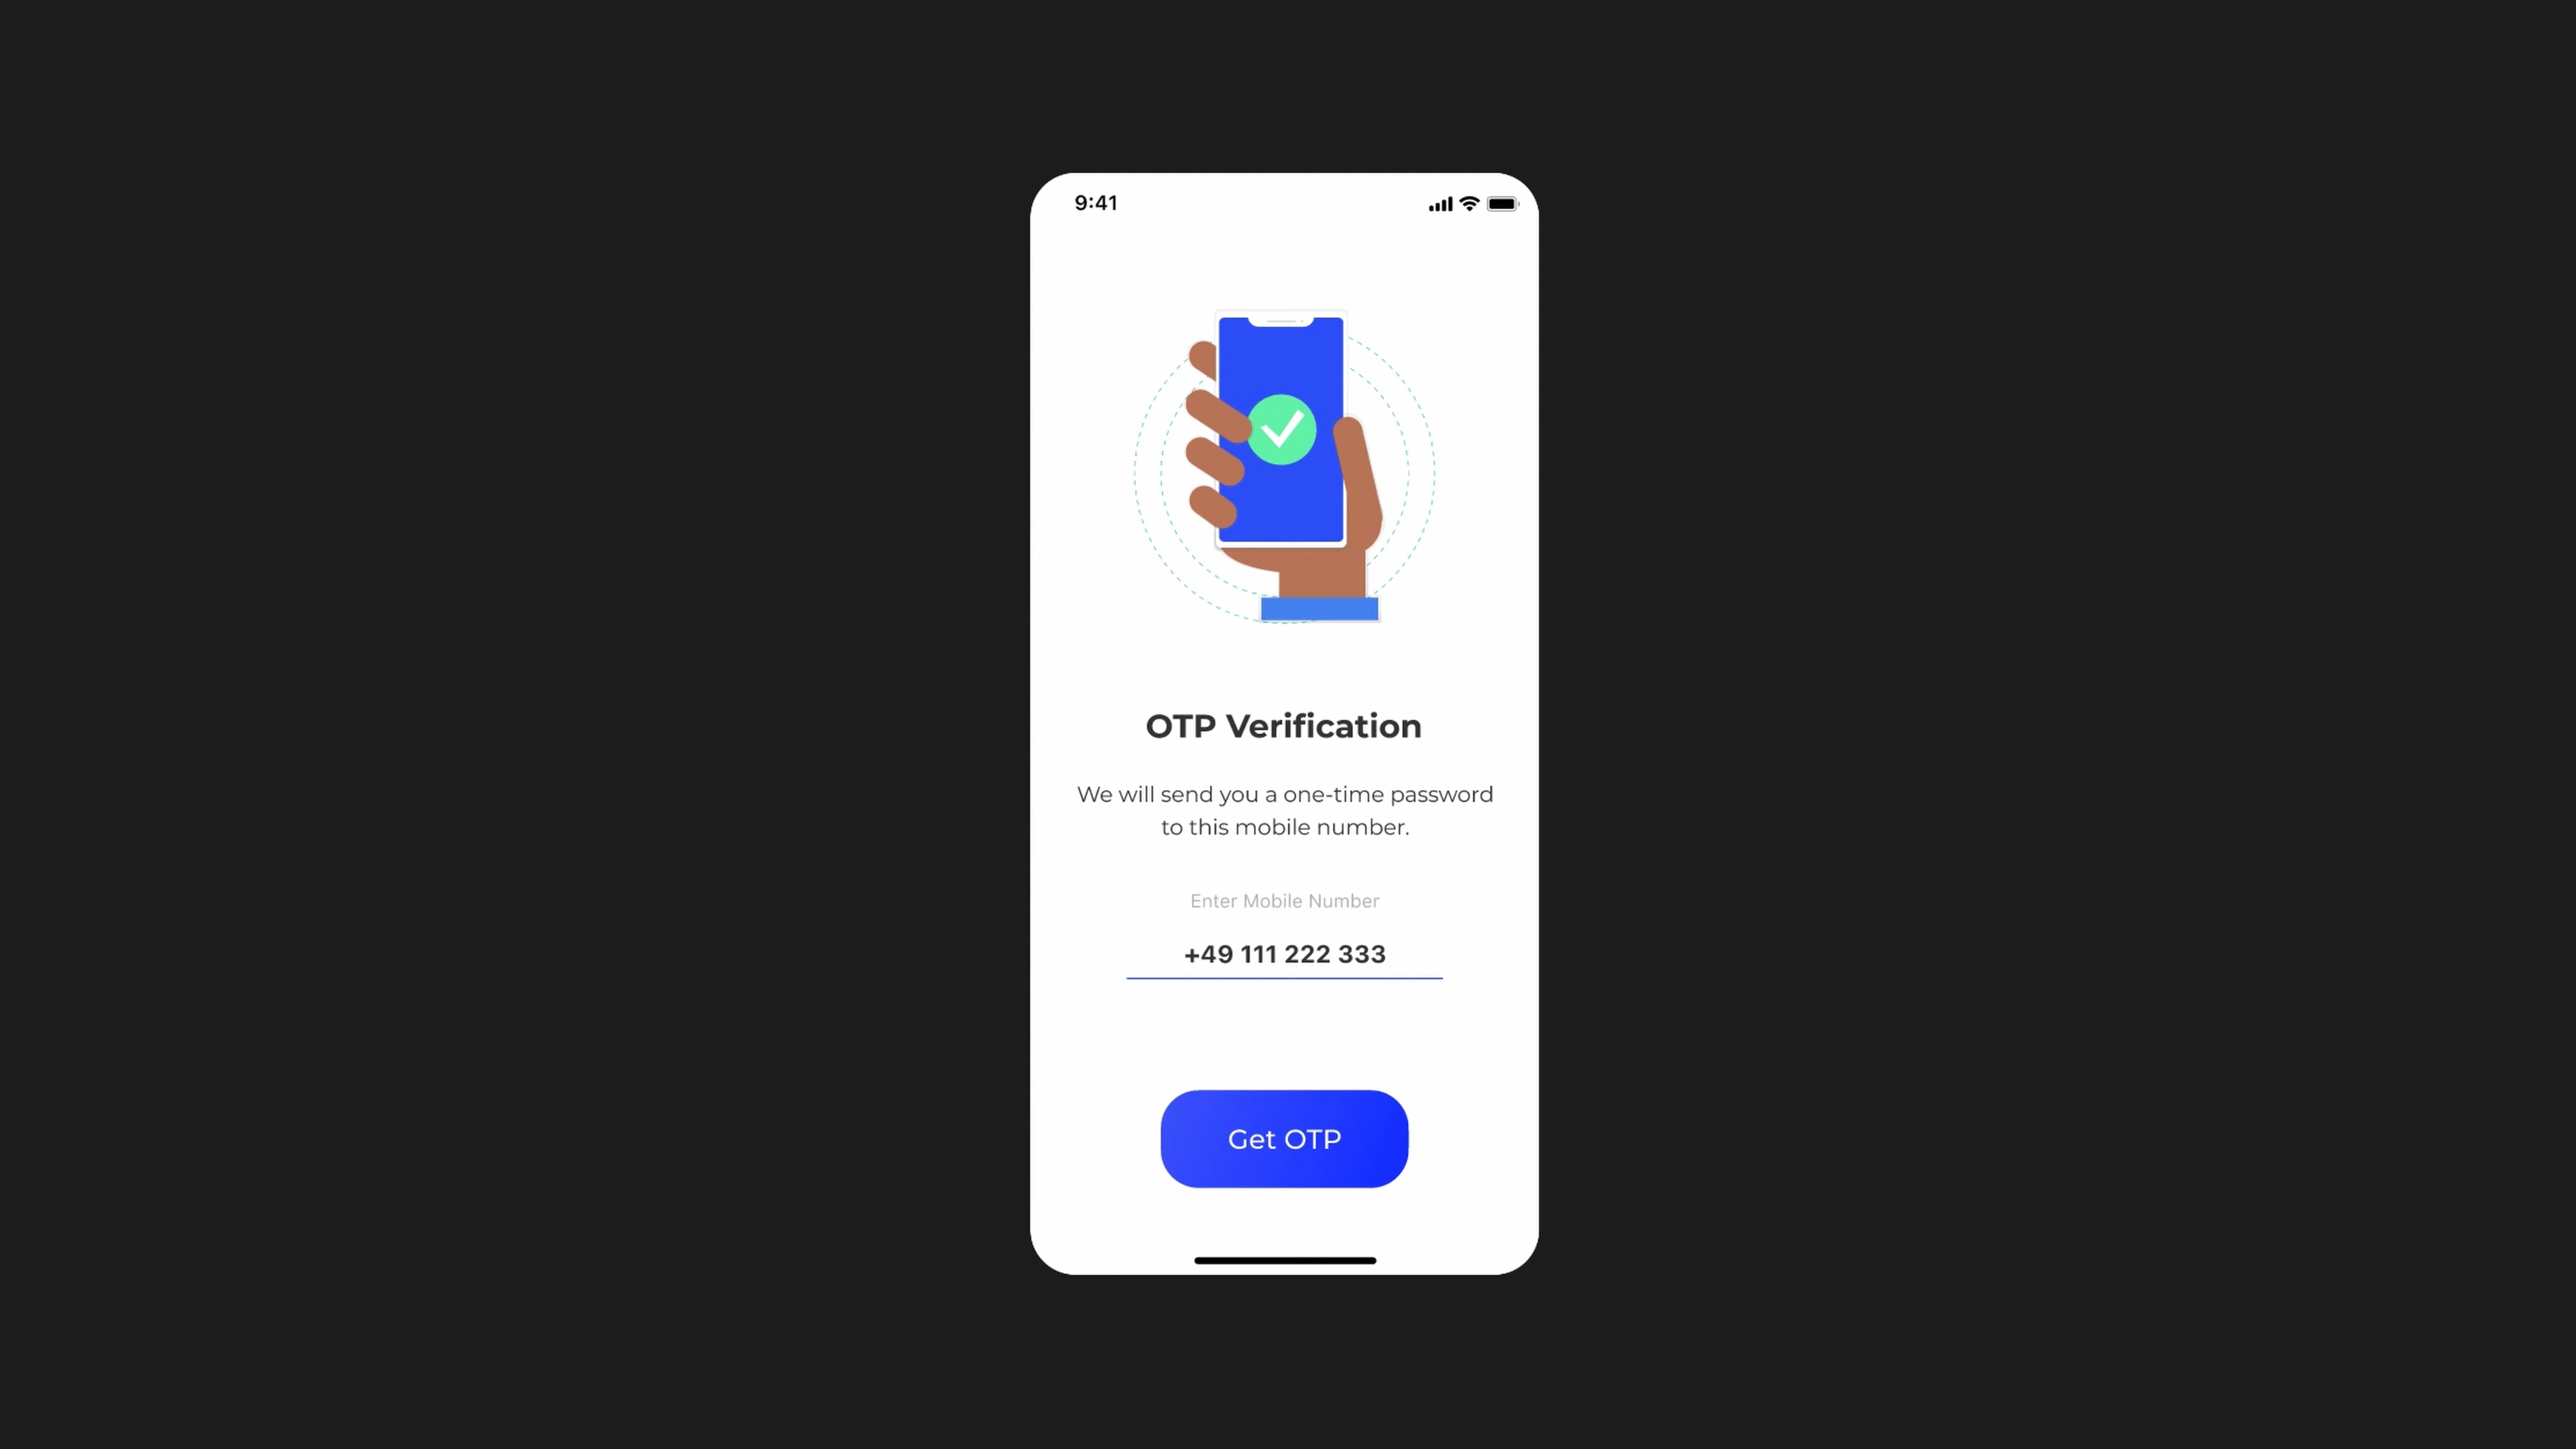 9:41
OTP Verification
We will send you a one-time password
to this mobile number.
Enter Mobile Number
+49 111 222 333
Get OTP